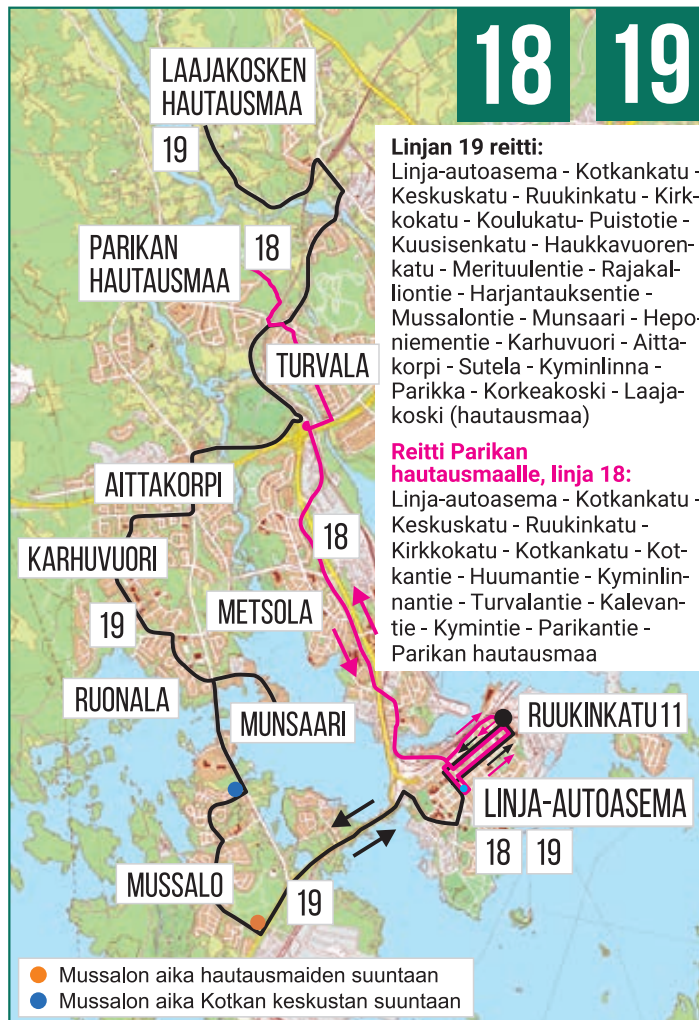 18 19
LAAJAKOSKEN
HAUTAUSMAA
19
Linjan 19 reitti:
Linja-autoasema - Kotkankatu -
Keskuskatu - Ruukinkatu - Kirk-
kokatu - Koulukatu- Puistotie -
Kuusisenkatu - Haukkavuoren-
katu - Merituulentie - Rajakal-
liontie - Harjantauksentie -
Mussalontie - Munsaari - Hepo-
niementie - Karhuvuori - Aitta-
korpi - Sutela - Kyminlinna -
Parikka - Korkeakoski - Laaja-
koski (hautausmaa)
Reitti Parikan
hautausmaalle, linja 18:
Linja-autoasema - Kotkankatu -
Keskuskatu - Ruukinkatu -
Kirkkokatu - Kotkankatu - Kot-
kantie - Huumantie - Kyminlin-
nantie - Turvalantie - Kalevan-
tie - Kymintie - Parikantie -
Parikan hautausmaa
PARIKAN
HAUTAUSMAA
18
TURVALA
AITTAKORPI
18
KARHUVUORI
METSOLA
19
RUONALA
MUNSAARI
RUUKINKATU 11
LINJA-AUTOASEMA
18 19
MUSSALO
19
Mussalon aika hautausmaiden suuntaan
Mussalon aika Kotkan keskustan suuntaan